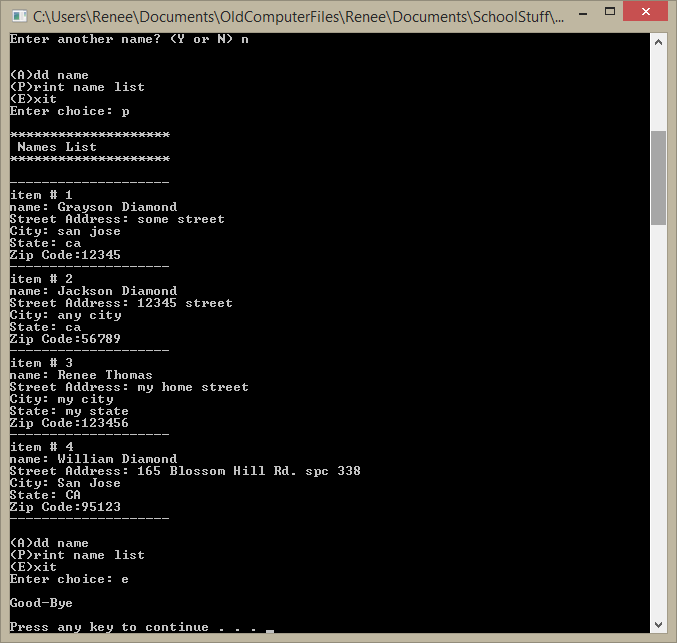 C:\Users\Renee\Documents\OldComputerFiles\Renee\Documents\SchoolStuff\...
Enter another name? (Y or N) n
(A)dd name
(P)rint name list
(E)xit
Enter choice: p
********************
Names List
********************
--------------------
item # 1
name: Grayson Diamond
Street Address: some street
City: san jose
State: ca
Zip Code:12345
--------------------
item # 2
name: Jackson Diamond
Street Address: 12345 street
City: any city
State: ca
Zip Code:56789
--------------------
item # 3
name: Renee Thomas
Street Address: my home street
City: my city
State: my state
Zip Code:123456
--------------------
item # 4
name: William Diamond
Street Address: 165 Blossom Hill Rd. spc 338
City: San Jose
State: CA
Zip Code:95123
--------------------
(A)dd name
(P)rint name list
(E)xit
Enter choice: e
Good-Bye
Press any key to continue . . . _